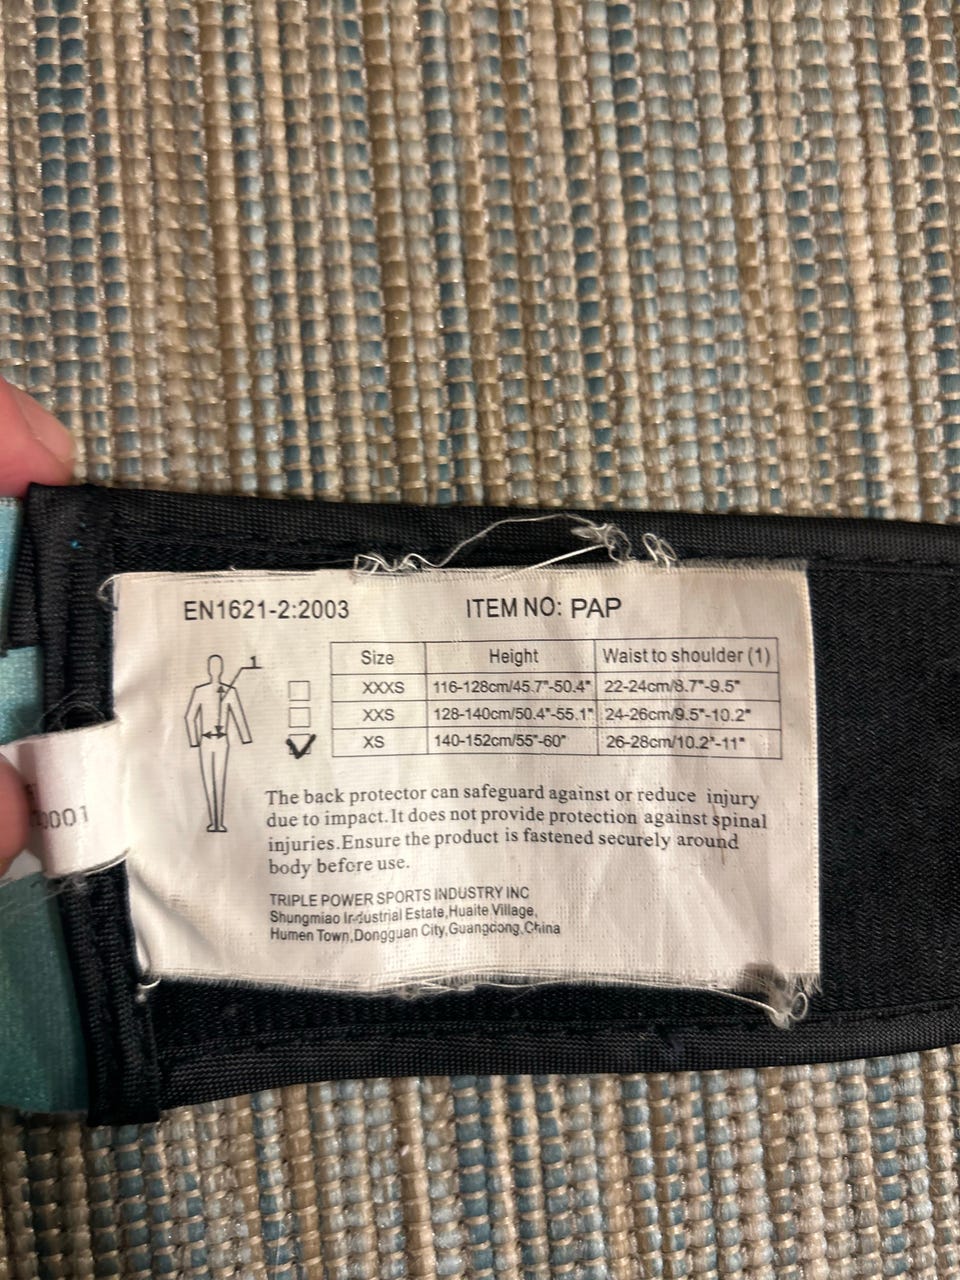 EN1621-2:2003 ITEM NO: PAP
1
Size Height Waist to shoulder (1)
XXXS 116-128cm/45.7"-50.4" 22-24cm/8.7"-9.5"
XXS 128-140cm/50.4"-55.1" 24-26cm/9.5"-10.2"
XS 140-152cm/55"-60" 26-28cm/10.2"-11"
The back protector can safeguard against or reduce injury
due to impact.It does not provide protection against spinal
injuries.Ensure the product is fastened securely around
body before use.
TRIPLE POWER SPORTS INDUSTRY INC
Shungmiao Industrial Estate,Huaite Village,
Humen Town,Dongguan City,Guangdong,China